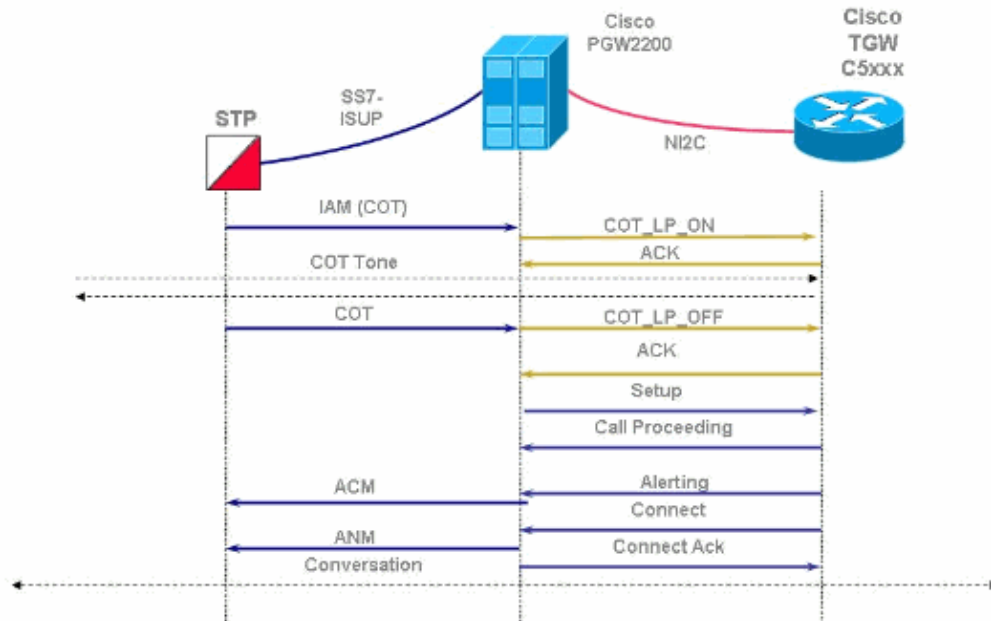 Cisco
PGW2200
Cisco
TGW
C5xxx
SS7-
ISUP
STP
NI2C
IAM (COT)
COT_LP_ON
ACK
COT Tone
COT
COT_LP_OFF
ACK
Setup
Call Proceeding
Alerting
ACM
Connect
ANM
Connect Ack
Conversation